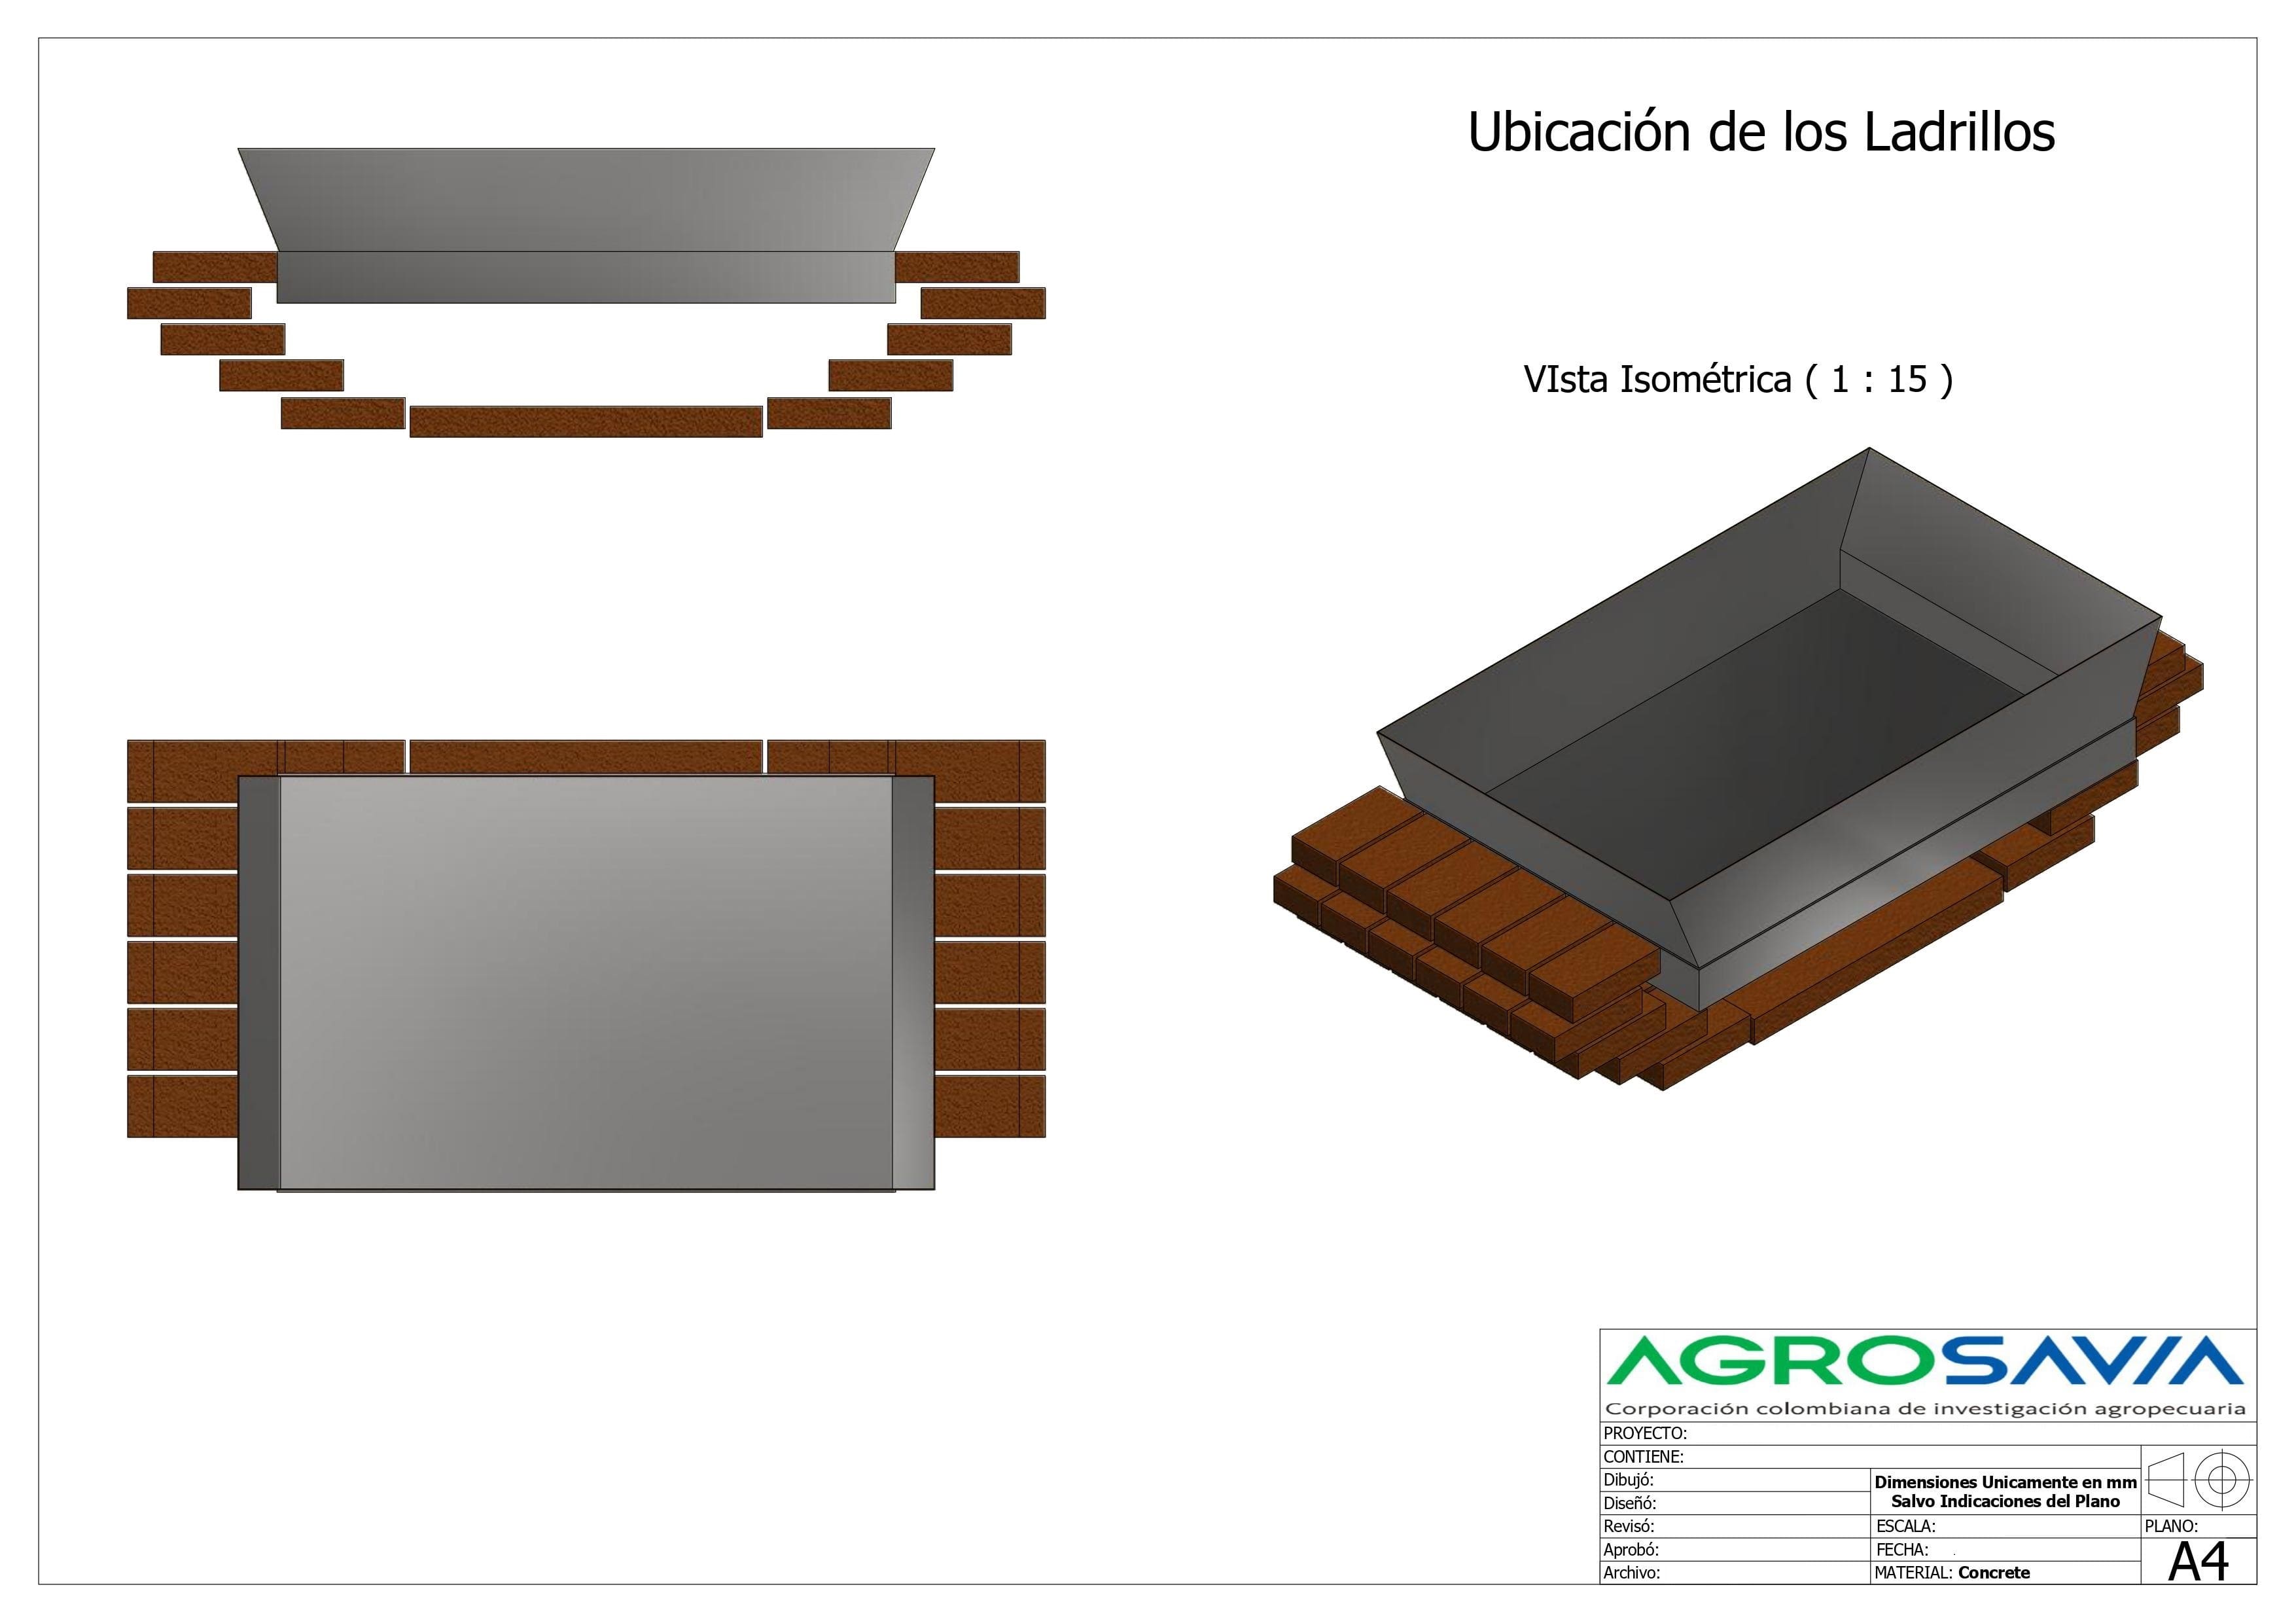 Ubicación de los Ladrillos
VIsta Isométrica ( 1 : 15 )
AGROSAVIA
Corporación colombiana de investigación agropecuaria
PROYECTO:
CONTIENE:
Dibujó:
Dimensiones Unicamente en mm
Salvo Indicaciones del Plano
Diseñó:
Revisó:
ESCALA:
PLANO:
Aprobó:
FECHA:
A4
Archivo:
MATERIAL: Concrete